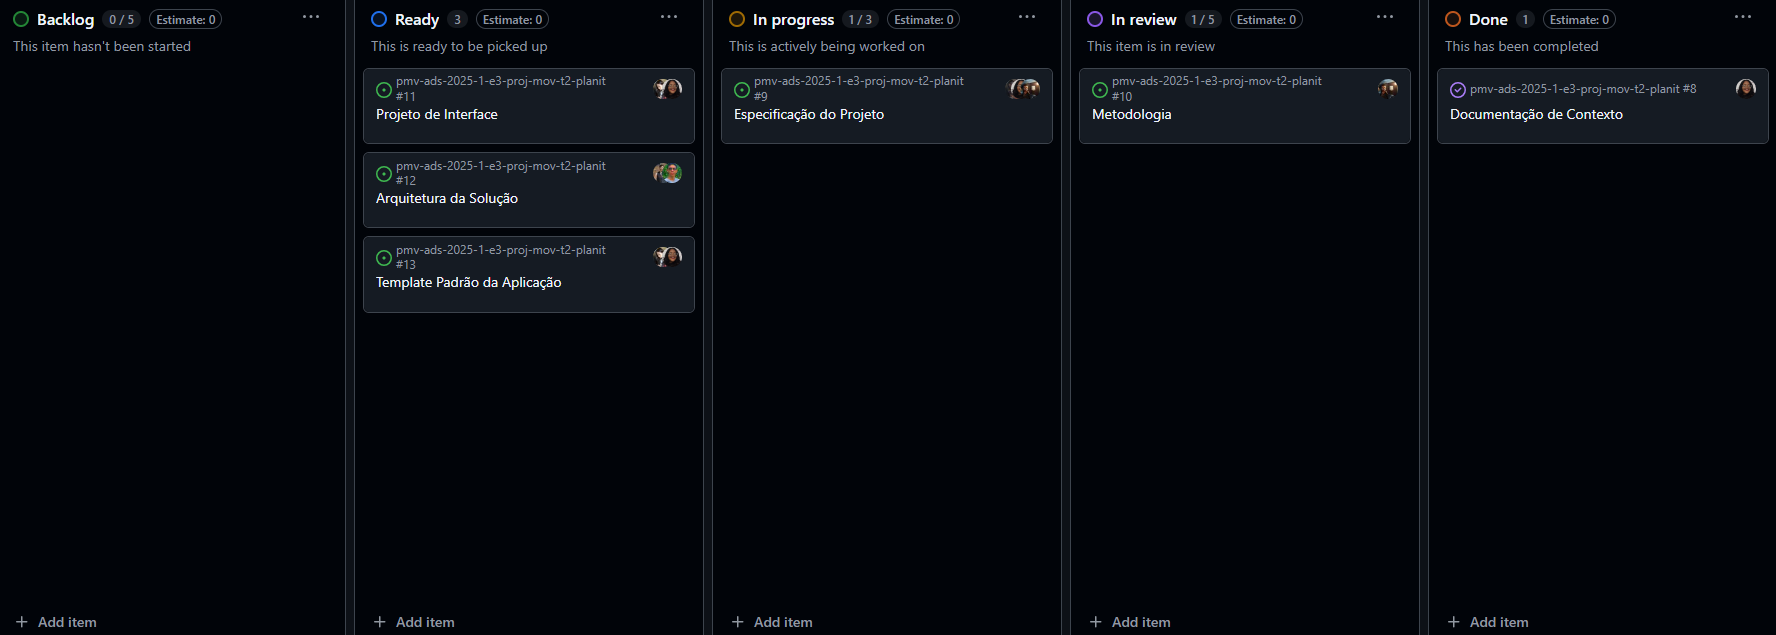 Backlog 0 / 5 Estimate: 0
This item hasn't been started
Add item
Ready 3 Estimate: 0
This is ready to be picked up
pmv-ads-2025-1-e3-proj-mov-t2-planit
#11
Projeto de Interface
pmv-ads-2025-1-e3-proj-mov-t2-planit
#12
Arquitetura da Solução
pmv-ads-2025-1-e3-proj-mov-t2-planit
#13
Template Padrão da Aplicação
Add item
In progress 1 / 3 Estimate: 0
This is actively being worked on
pmv-ads-2025-1-e3-proj-mov-t2-planit
#9
Especificação do Projeto
Add item
In review 1 / 5 Estimate: 0
This item is in review
pmv-ads-2025-1-e3-proj-mov-t2-planit
#10
Metodologia
Add item
Done 1 Estimate: 0
This has been completed
pmv-ads-2025-1-e3-proj-mov-t2-planit #8
Documentação de Contexto
Add item